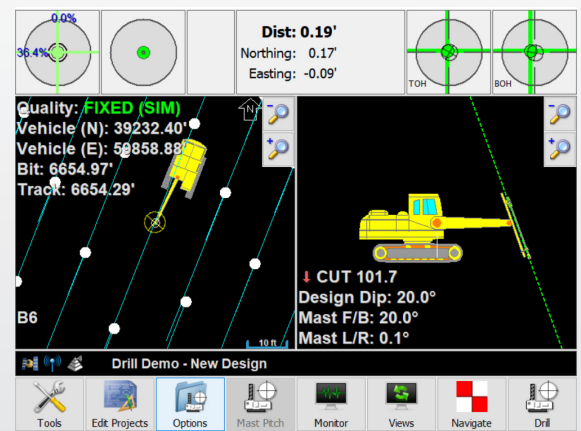 0.0%
36.4%
Dist: 0.19'
Northing: 0.17'
Easting: -0.09'
TOH
BOH
Quality: FIXED (SIM)
Vehicle (N): 39232.40'
Vehicle (E): 59858.88'
Bit: 6654.97'
Track: 6654.29'
N
B6
10 ft
↓ CUT 101.7
Design Dip: 20.0°
Mast F/B: 20.0°
Mast L/R: 0.1°
Drill Demo - New Design
Tools
Edit Projects
Options
Mast Pitch
Monitor
Views
Navigate
Drill